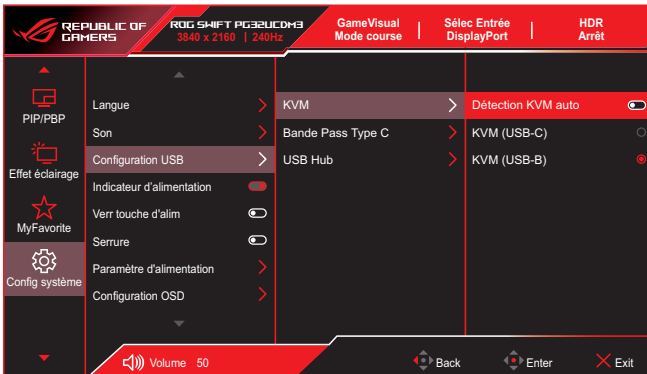 REPUBLIC OF
GAMERS
ROG SWIFT PG32UCDM3
3840 x 2160 | 240Hz
GameVisual
Mode course
Sélec Entrée
DisplayPort
HDR
Arrêt
PIP/PBP
Effet éclairage
MyFavorite
Config système
Langue
Son
Configuration USB
Indicateur d'alimentation
Verr touche d'alim
Serrure
Paramètre d'alimentation
Configuration OSD
KVM
Bande Pass Type C
USB Hub
Détection KVM auto
KVM (USB-C)
KVM (USB-B)
Volume 50
Back
Enter
Exit